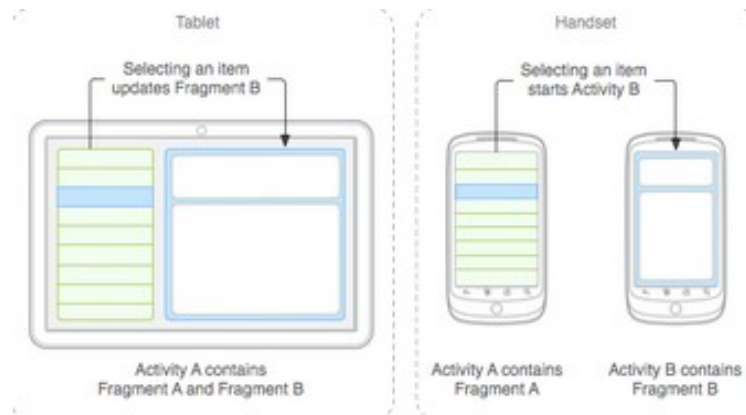 Tablet
Selecting an item
updates Fragment B
Activity A contains
Fragment A and Fragment B
Handset
Selecting an item
starts Activity B
Activity A contains
Fragment A
Activity B contains
Fragment B